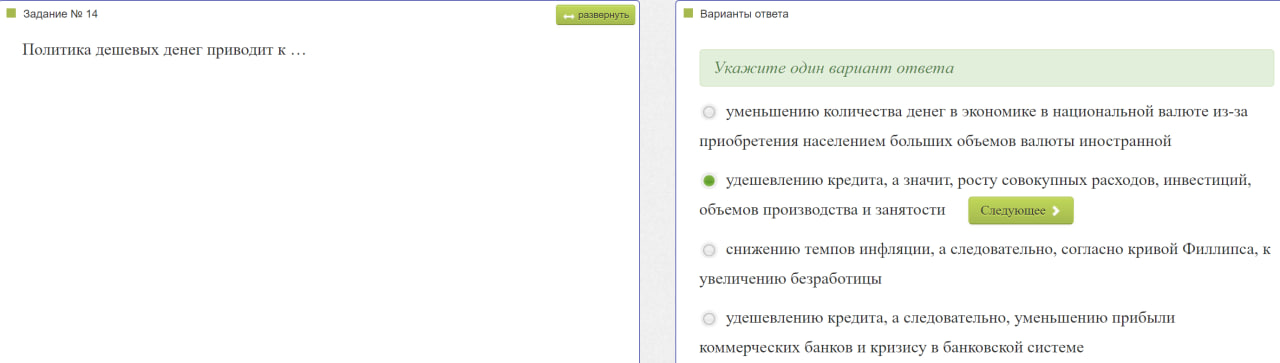 Задание № 14
развернуть
Политика дешевых денег приводит к …
Варианты ответа
Укажите один вариант ответа
уменьшению количества денег в экономике в национальной валюте из-за
приобретения населением больших объемов валюты иностранной
удешевлению кредита, а значит, росту совокупных расходов, инвестиций,
объемов производства и занятости
Следующее
снижению темпов инфляции, а следовательно, согласно кривой Филлипса, к
увеличению безработицы
удешевлению кредита, а следовательно, уменьшению прибыли
коммерческих банков и кризису в банковской системе